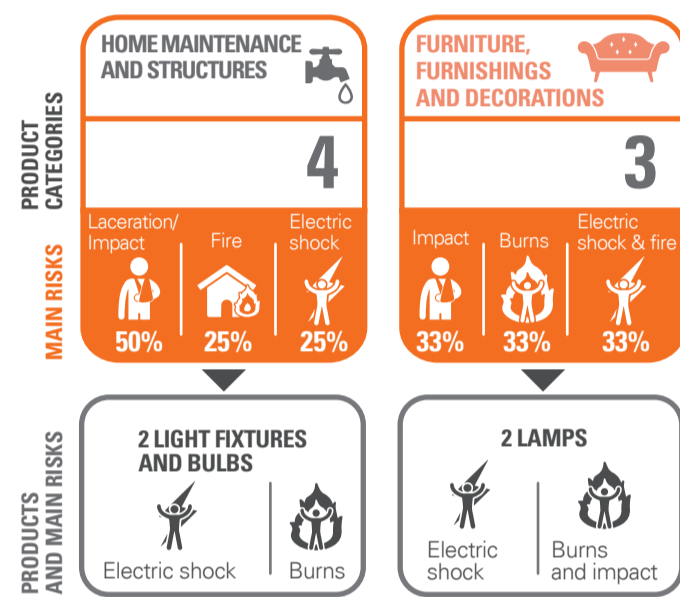 PRODUCT
CATEGORIES
HOME MAINTENANCE
AND STRUCTURES
4
FURNITURE,
FURNISHINGS
AND DECORATIONS
3
MAIN RISKS
Laceration/
Impact
50%
Fire
25%
Electric
shock
25%
Impact
33%
Burns
33%
Electric
shock & fire
33%
PRODUCTS
AND MAIN RISKS
2 LIGHT FIXTURES
AND BULBS
Electric shock
Burns
2 LAMPS
Electric
shock
Burns
and impact